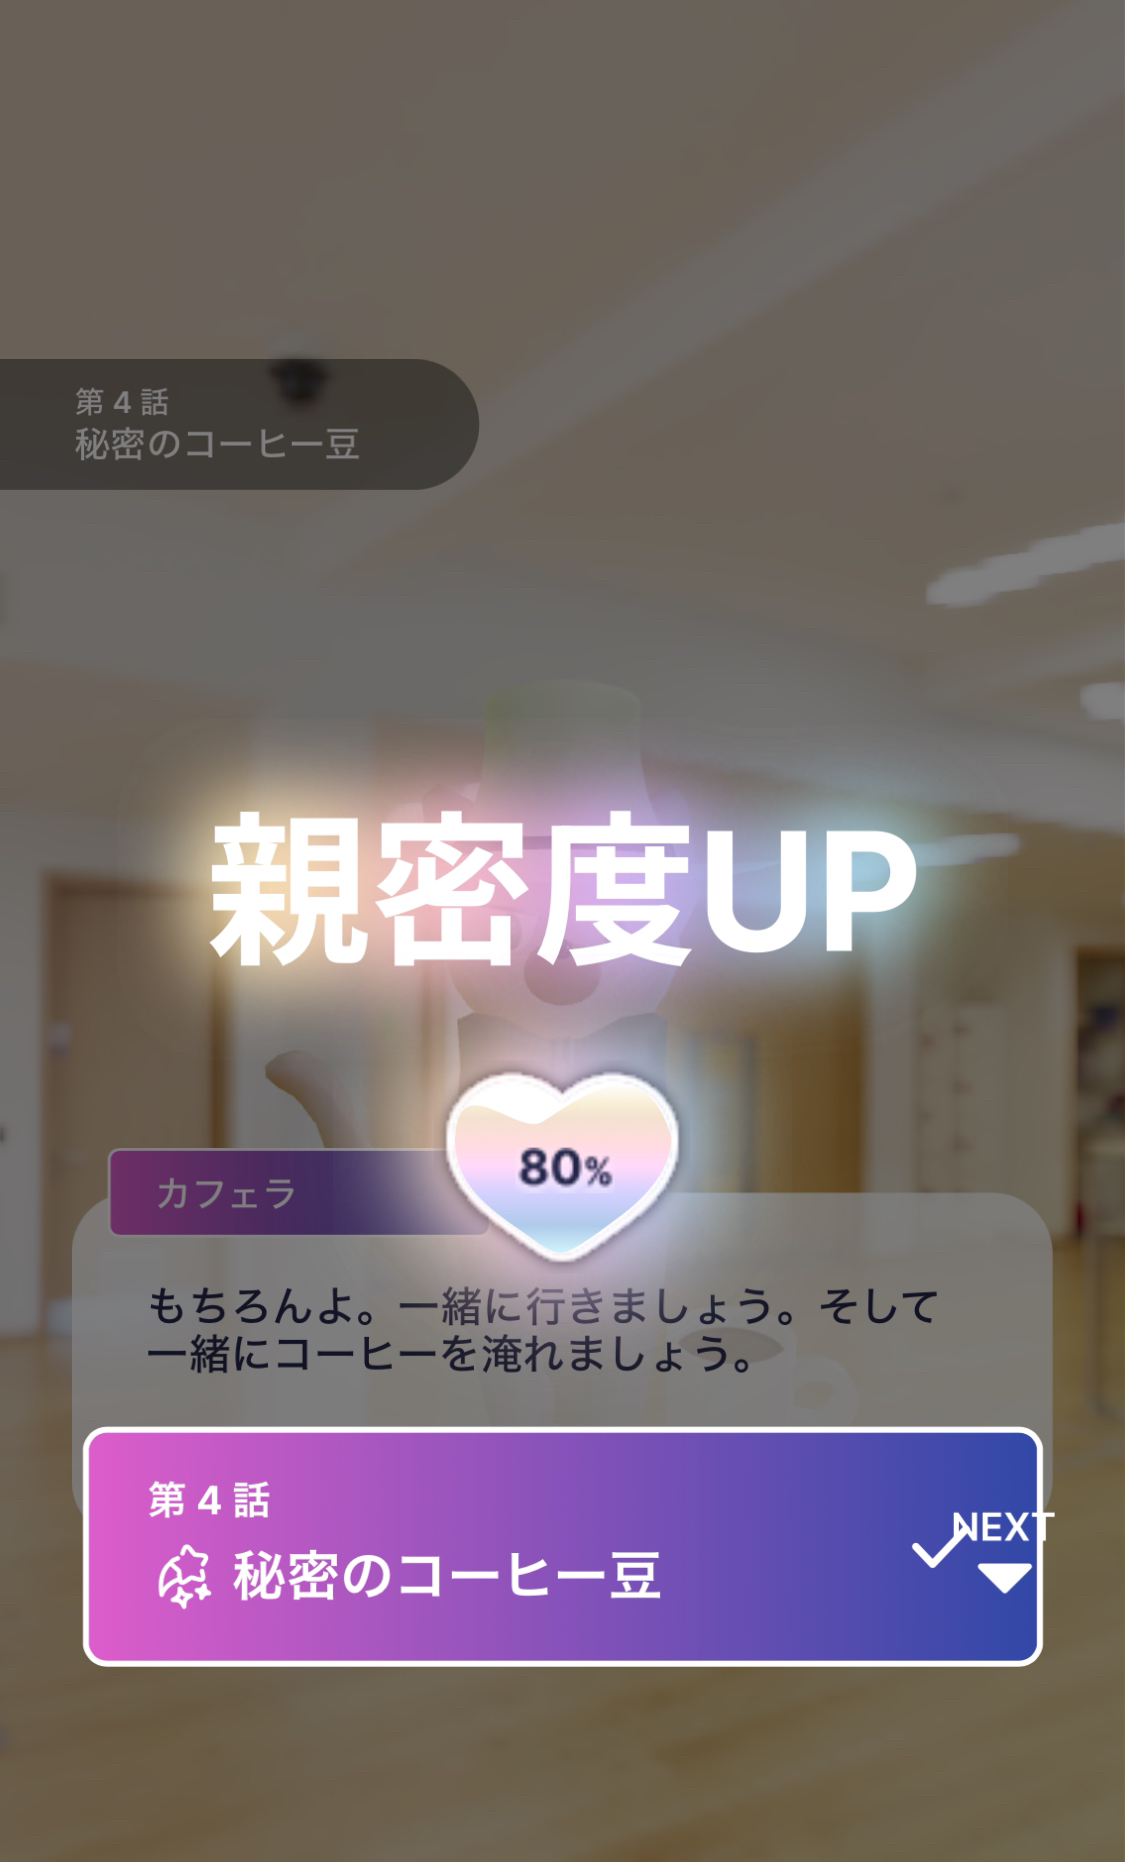 第 4 話
秘密のコーヒー豆
親密度UP
80%
カフェラ
もちろんよ。一緒に行きましょう。そして
一緒にコーヒーを淹れましょう。
第 4 話
秘密のコーヒー豆
NEXT